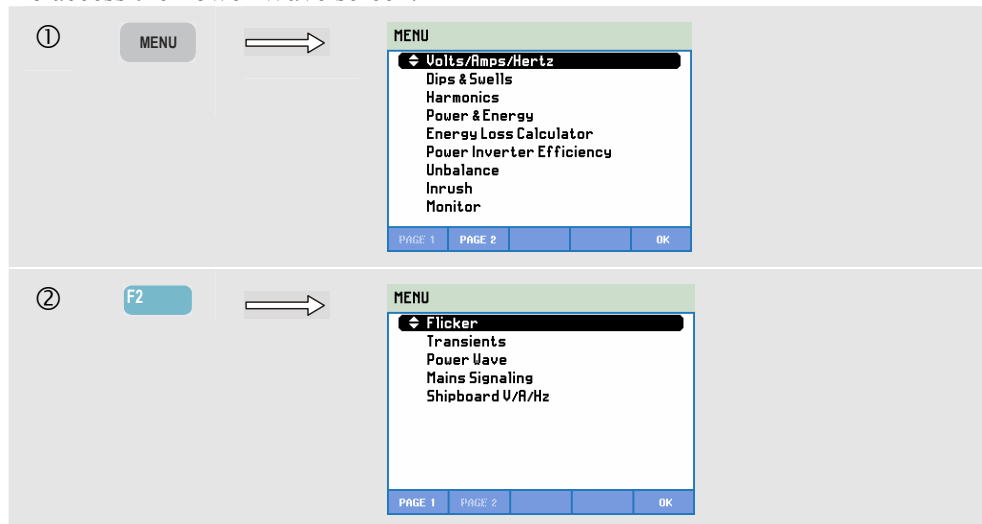 ①
MENU
MENU
Volts/Amps/Hertz
Dips & Swells
Harmonics
Power & Energy
Energy Loss Calculator
Power Inverter Efficiency
Unbalance
Inrush
Monitor
PAGE 1 PAGE 2 OK
②
F2
MENU
Flicker
Transients
Power Wave
Mains Signaling
Shipboard V/A/Hz
PAGE 1 PAGE 2 OK